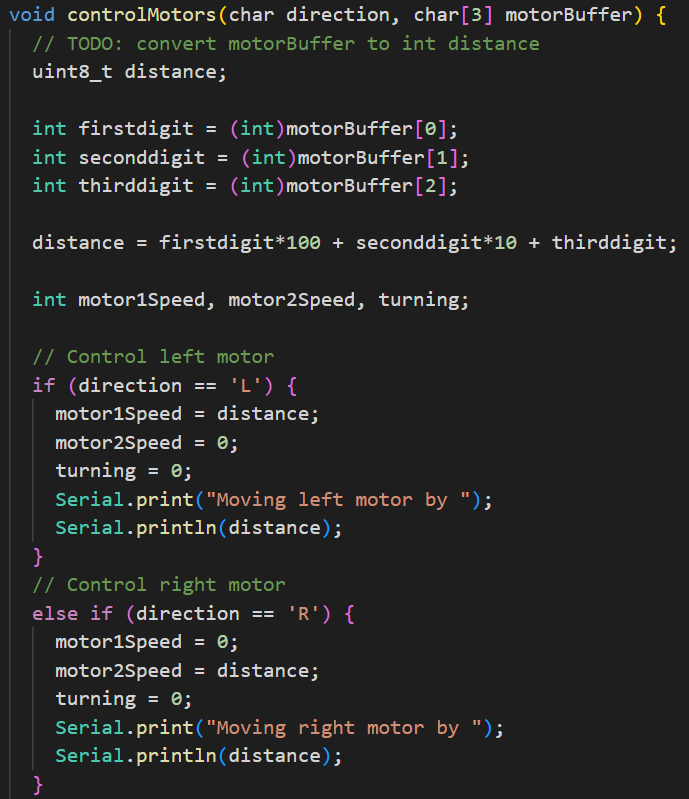 void controlMotors(char direction, char[3] motorBuffer) {
// TODO: convert motorBuffer to int distance
uint8_t distance;
int firstdigit = (int)motorBuffer[0];
int seconddigit = (int)motorBuffer[1];
int thirddigit = (int)motorBuffer[2];
distance = firstdigit*100 + seconddigit*10 + thirddigit;
int motor1Speed, motor2Speed, turning;
// Control left motor
if (direction == 'L') {
motor1Speed = distance;
motor2Speed = 0;
turning = 0;
Serial.print("Moving left motor by ");
Serial.println(distance);
}
// Control right motor
else if (direction == 'R') {
motor1Speed = 0;
motor2Speed = distance;
turning = 0;
Serial.print("Moving right motor by ");
Serial.println(distance);
}